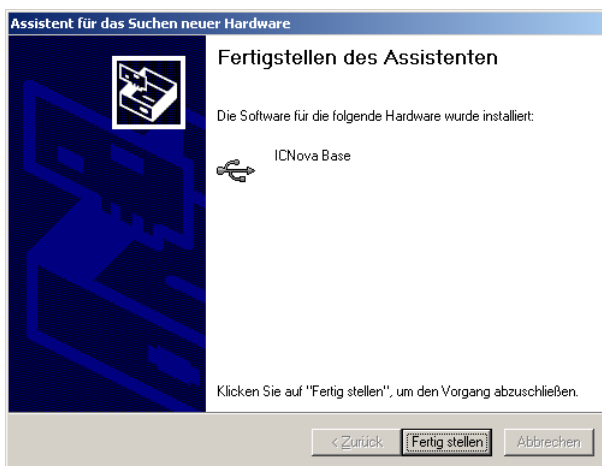 Assistent für das Suchen neuer Hardware
Fertigstellen des Assistenten
Die Software für die folgende Hardware wurde installiert:
ICNova Base
Klicken Sie auf "Fertig stellen", um den Vorgang abzuschließen.
< Zurück
Fertig stellen
Abbrechen